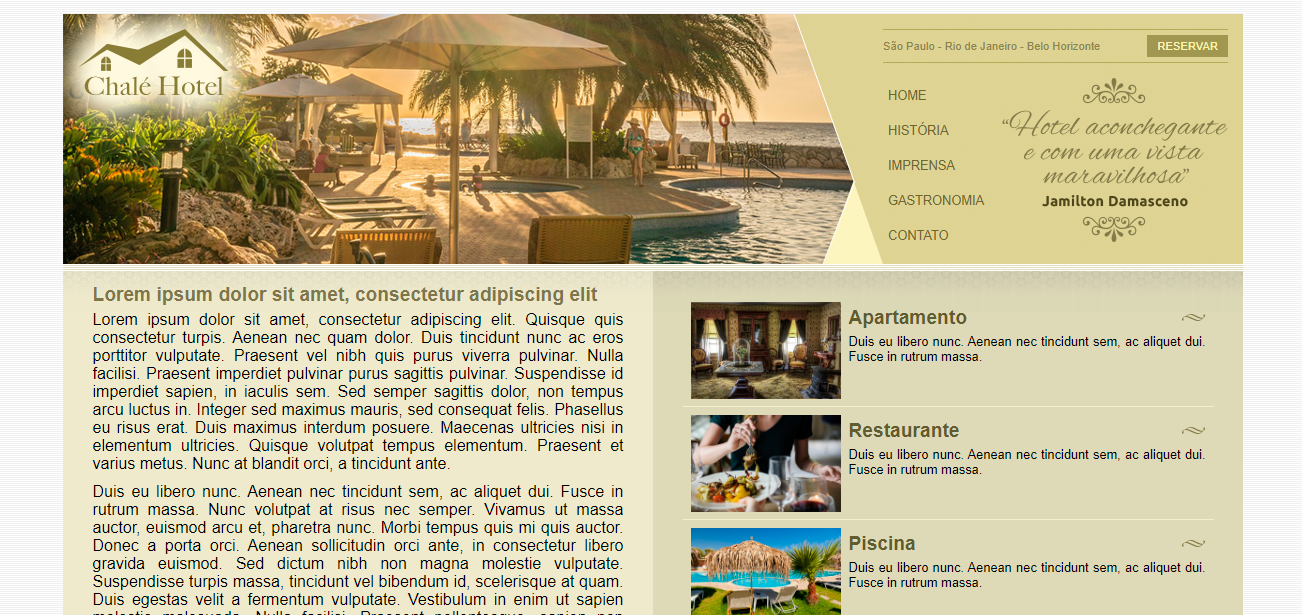 Chalé Hotel
São Paulo - Rio de Janeiro - Belo Horizonte
RESERVAR
HOME
HISTÓRIA
IMPRENSA
GASTRONOMIA
CONTATO
“Hotel aconchegante
e com uma vista
maravilhosa”
Jamilton Damasceno
Lorem ipsum dolor sit amet, consectetur adipiscing elit
Lorem ipsum dolor sit amet, consectetur adipiscing elit. Quisque quis
consectetur turpis. Aenean nec quam dolor. Duis tincidunt nunc ac eros
porttitor vulputate. Praesent vel nibh quis purus viverra pulvinar. Nulla
facilisi. Praesent imperdiet pulvinar purus sagittis pulvinar. Suspendisse id
imperdiet sapien, in iaculis sem. Sed semper sagittis dolor, non tempus
arcu luctus in. Integer sed maximus mauris, sed consequat felis. Phasellus
eu risus erat. Duis maximus interdum posuere. Maecenas ultricies nisi in
elementum ultricies. Quisque volutpat tempus elementum. Praesent et
varius metus. Nunc at blandit orci, a tincidunt ante.
Duis eu libero nunc. Aenean nec tincidunt sem, ac aliquet dui. Fusce in
rutrum massa. Nunc volutpat at risus nec semper. Vivamus ut massa
auctor, euismod arcu et, pharetra nunc. Morbi tempus quis mi quis auctor.
Donec a porta orci. Aenean sollicitudin orci ante, in consectetur libero
gravida euismod. Sed dictum nibh non magna molestie vulputate.
Suspendisse turpis massa, tincidunt vel bibendum id, scelerisque at quam.
Duis egestas velit a fermentum vulputate. Vestibulum in enim ut sapien
Apartamento
Duis eu libero nunc. Aenean nec tincidunt sem, ac aliquet dui.
Fusce in rutrum massa.
Restaurante
Duis eu libero nunc. Aenean nec tincidunt sem, ac aliquet dui.
Fusce in rutrum massa.
Piscina
Duis eu libero nunc. Aenean nec tincidunt sem, ac aliquet dui.
Fusce in rutrum massa.